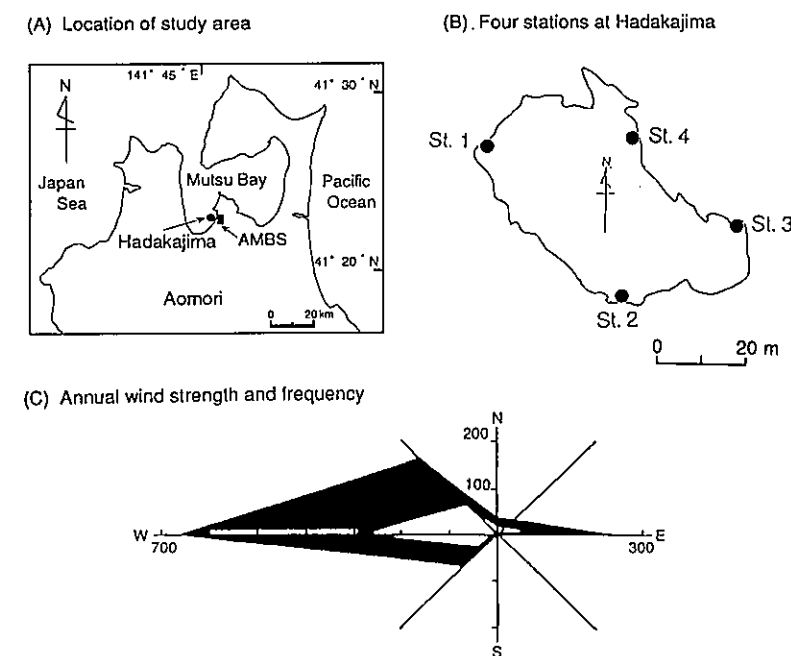 (A) Location of study area
(B). Four stations at Hadakajima
141° 45´ E
41° 30´ N
N
Japan Sea
Mutsu Bay
Pacific Ocean
Hadakajima
AMBS
41° 20´ N
Aomori
0 20 km
St. 1
St. 4
N
St. 3
St. 2
0 20 m
(C) Annual wind strength and frequency
N
200
100
W
E
700
300
S